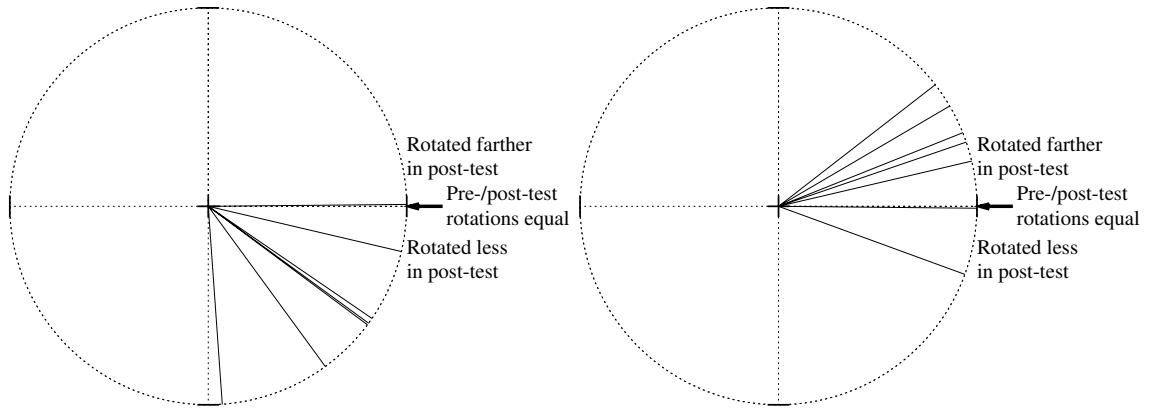 Rotated farther
in post-test
Pre-/post-test
rotations equal
Rotated less
in post-test
Rotated farther
in post-test
Pre-/post-test
rotations equal
Rotated less
in post-test